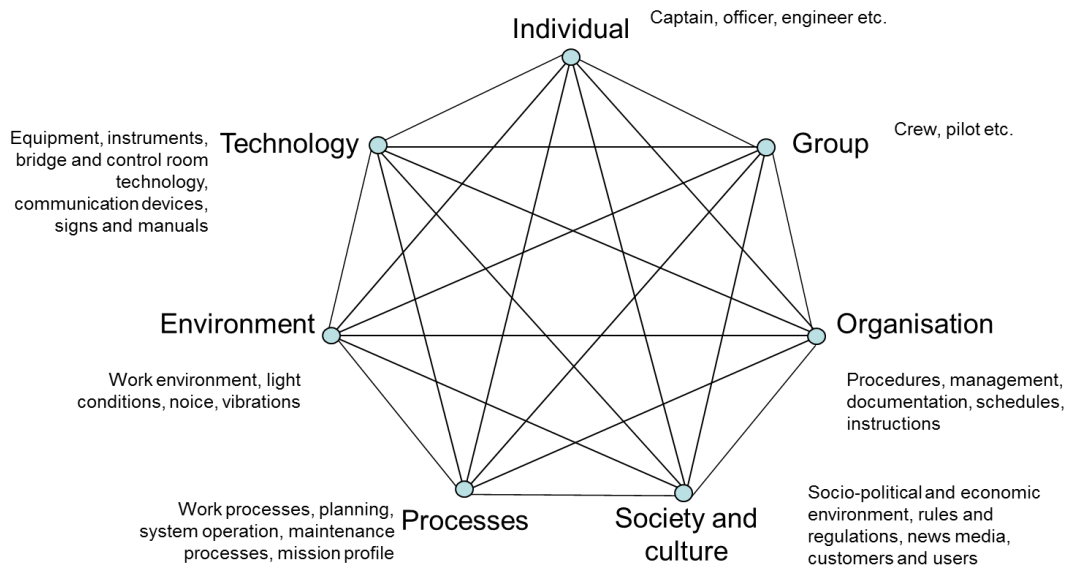 Individual
Captain, officer, engineer etc.
Equipment, instruments,
bridge and control room
technology,
communication devices,
signs and manuals
Technology
Group
Crew, pilot etc.
Environment
Work environment, light
conditions, noice, vibrations
Organisation
Procedures, management,
documentation, schedules,
instructions
Work processes, planning,
system operation, maintenance
processes, mission profile
Processes
Society and
culture
Socio-political and economic
environment, rules and
regulations, news media,
customers and users